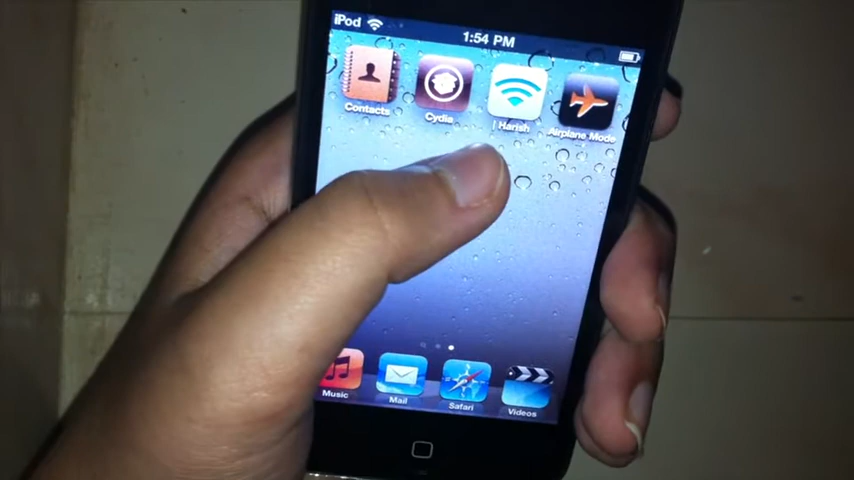 iPod
1:54 PM
Contacts
Cydia
Harish
Airplane Mode
Music
Mail
Safari
Videos